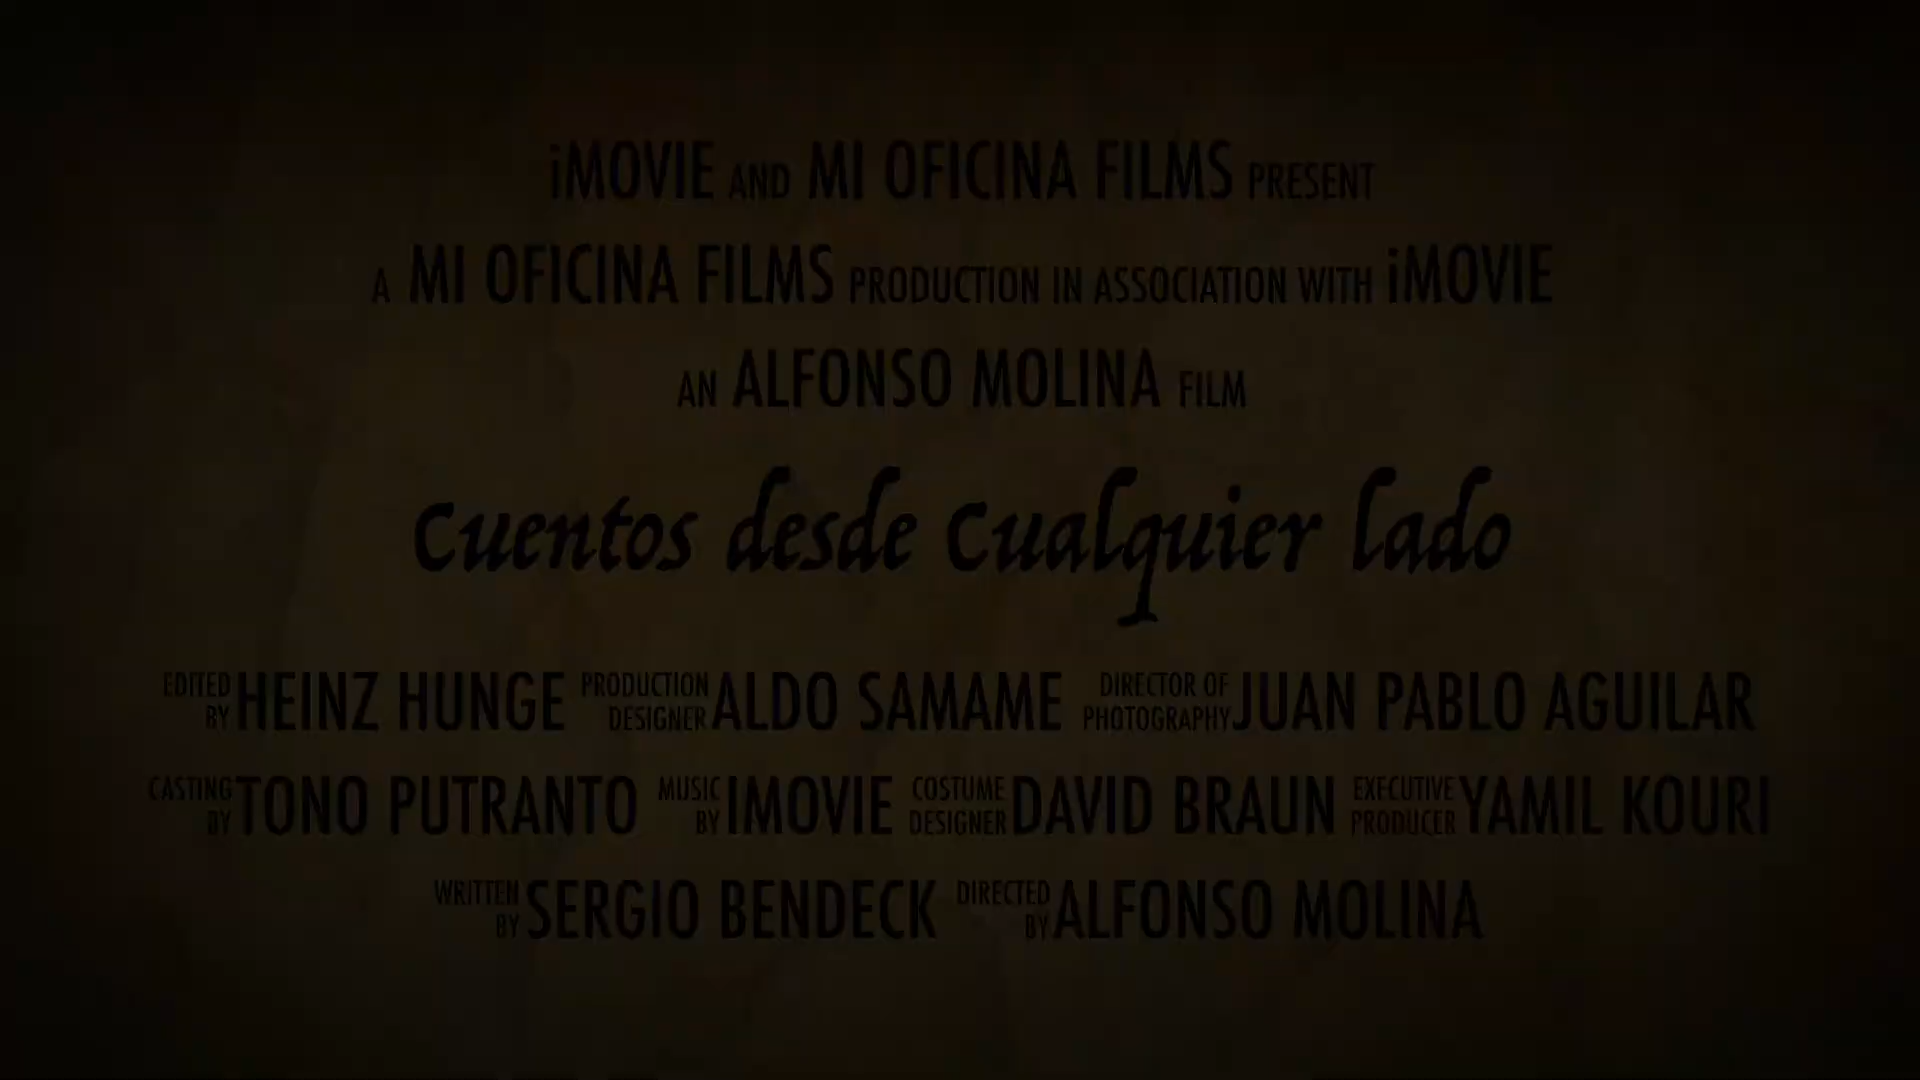 iMOVIE AND MI OFICINA FILMS PRESENT
A MI OFICINA FILMS PRODUCTION IN ASSOCIATION WITH iMOVIE
AN ALFONSO MOLINA FILM
Cuentos desde Cualquier lado
EDITED BY HEINZ HUNGE PRODUCTION DESIGNER ALDO SAMAME DIRECTOR OF PHOTOGRAPHY JUAN PABLO AGUILAR
CASTING BY TONO PUTRANTO MUSIC BY IMOVIE COSTUME DESIGNER DAVID BRAUN EXECUTIVE PRODUCER YAMIL KOURI
WRITTEN BY SERGIO BENDECK DIRECTED BY ALFONSO MOLINA